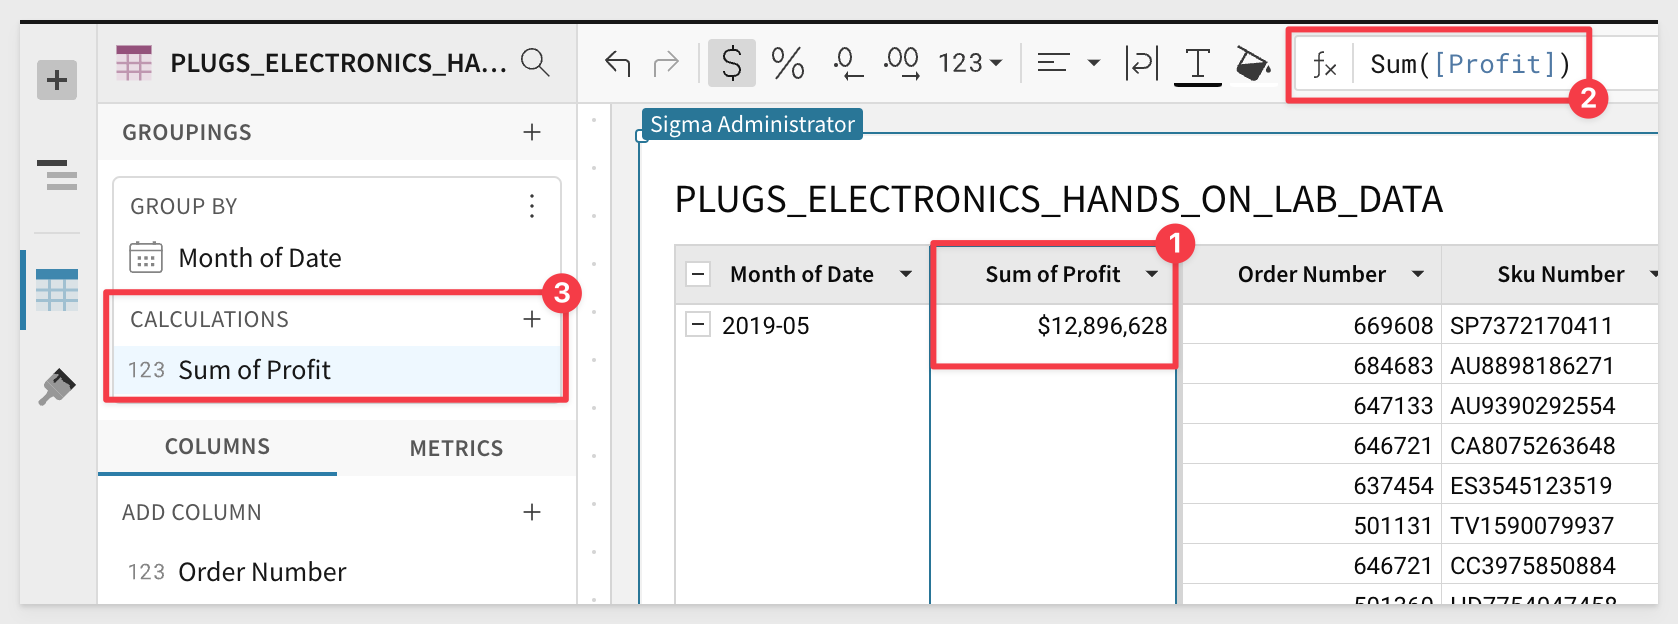 PLUGS_ELECTRONICS_HA...
$ % .0 .00 123
fx Sum([Profit])
2
GROUPINGS
GROUP BY
Month of Date
3
CALCULATIONS
123 Sum of Profit
COLUMNS METRICS
ADD COLUMN
123 Order Number
Sigma Administrator
PLUGS_ELECTRONICS_HANDS_ON_LAB_DATA
1
Month of Date Sum of Profit Order Number Sku Number
2019-05 $12,896,628 669608 SP7372170411
684683 AU8898186271
647133 AU9390292554
646721 CA8075263648
637454 ES3545123519
501131 TV1590079937
646721 CC3975850884